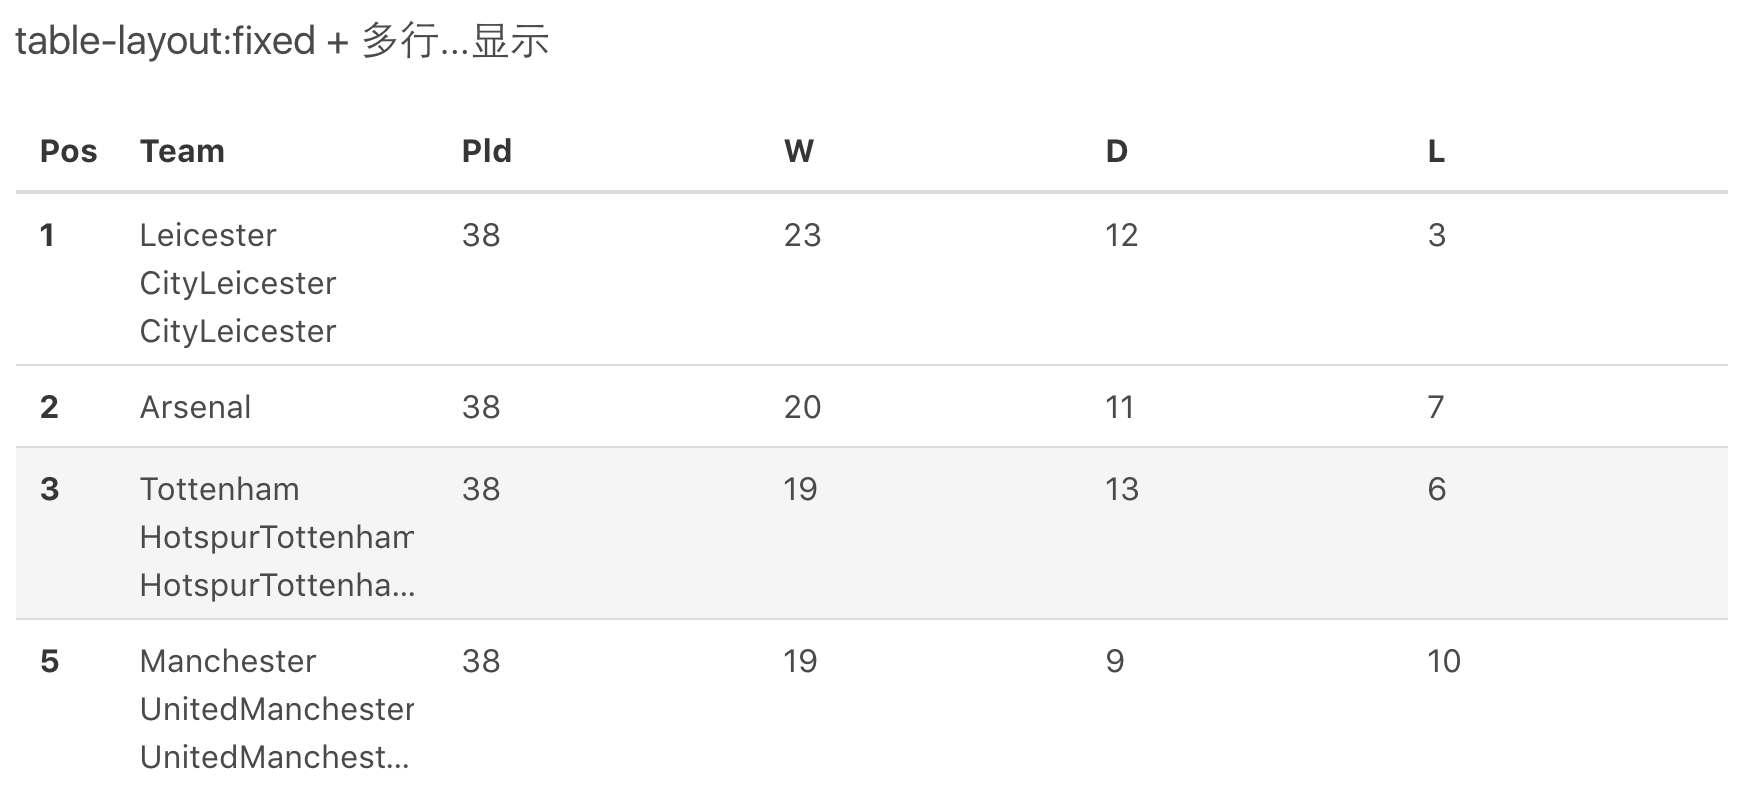 table-layout:fixed + 多行...显示
Pos Team Pld W D L
1 Leicester 38 23 12 3
CityLeicester
CityLeicester
2 Arsenal 38 20 11 7
3 Tottenham 38 19 13 6
HotspurTottenham
HotspurTottenha...
5 Manchester 38 19 9 10
UnitedManchester
UnitedManchest...